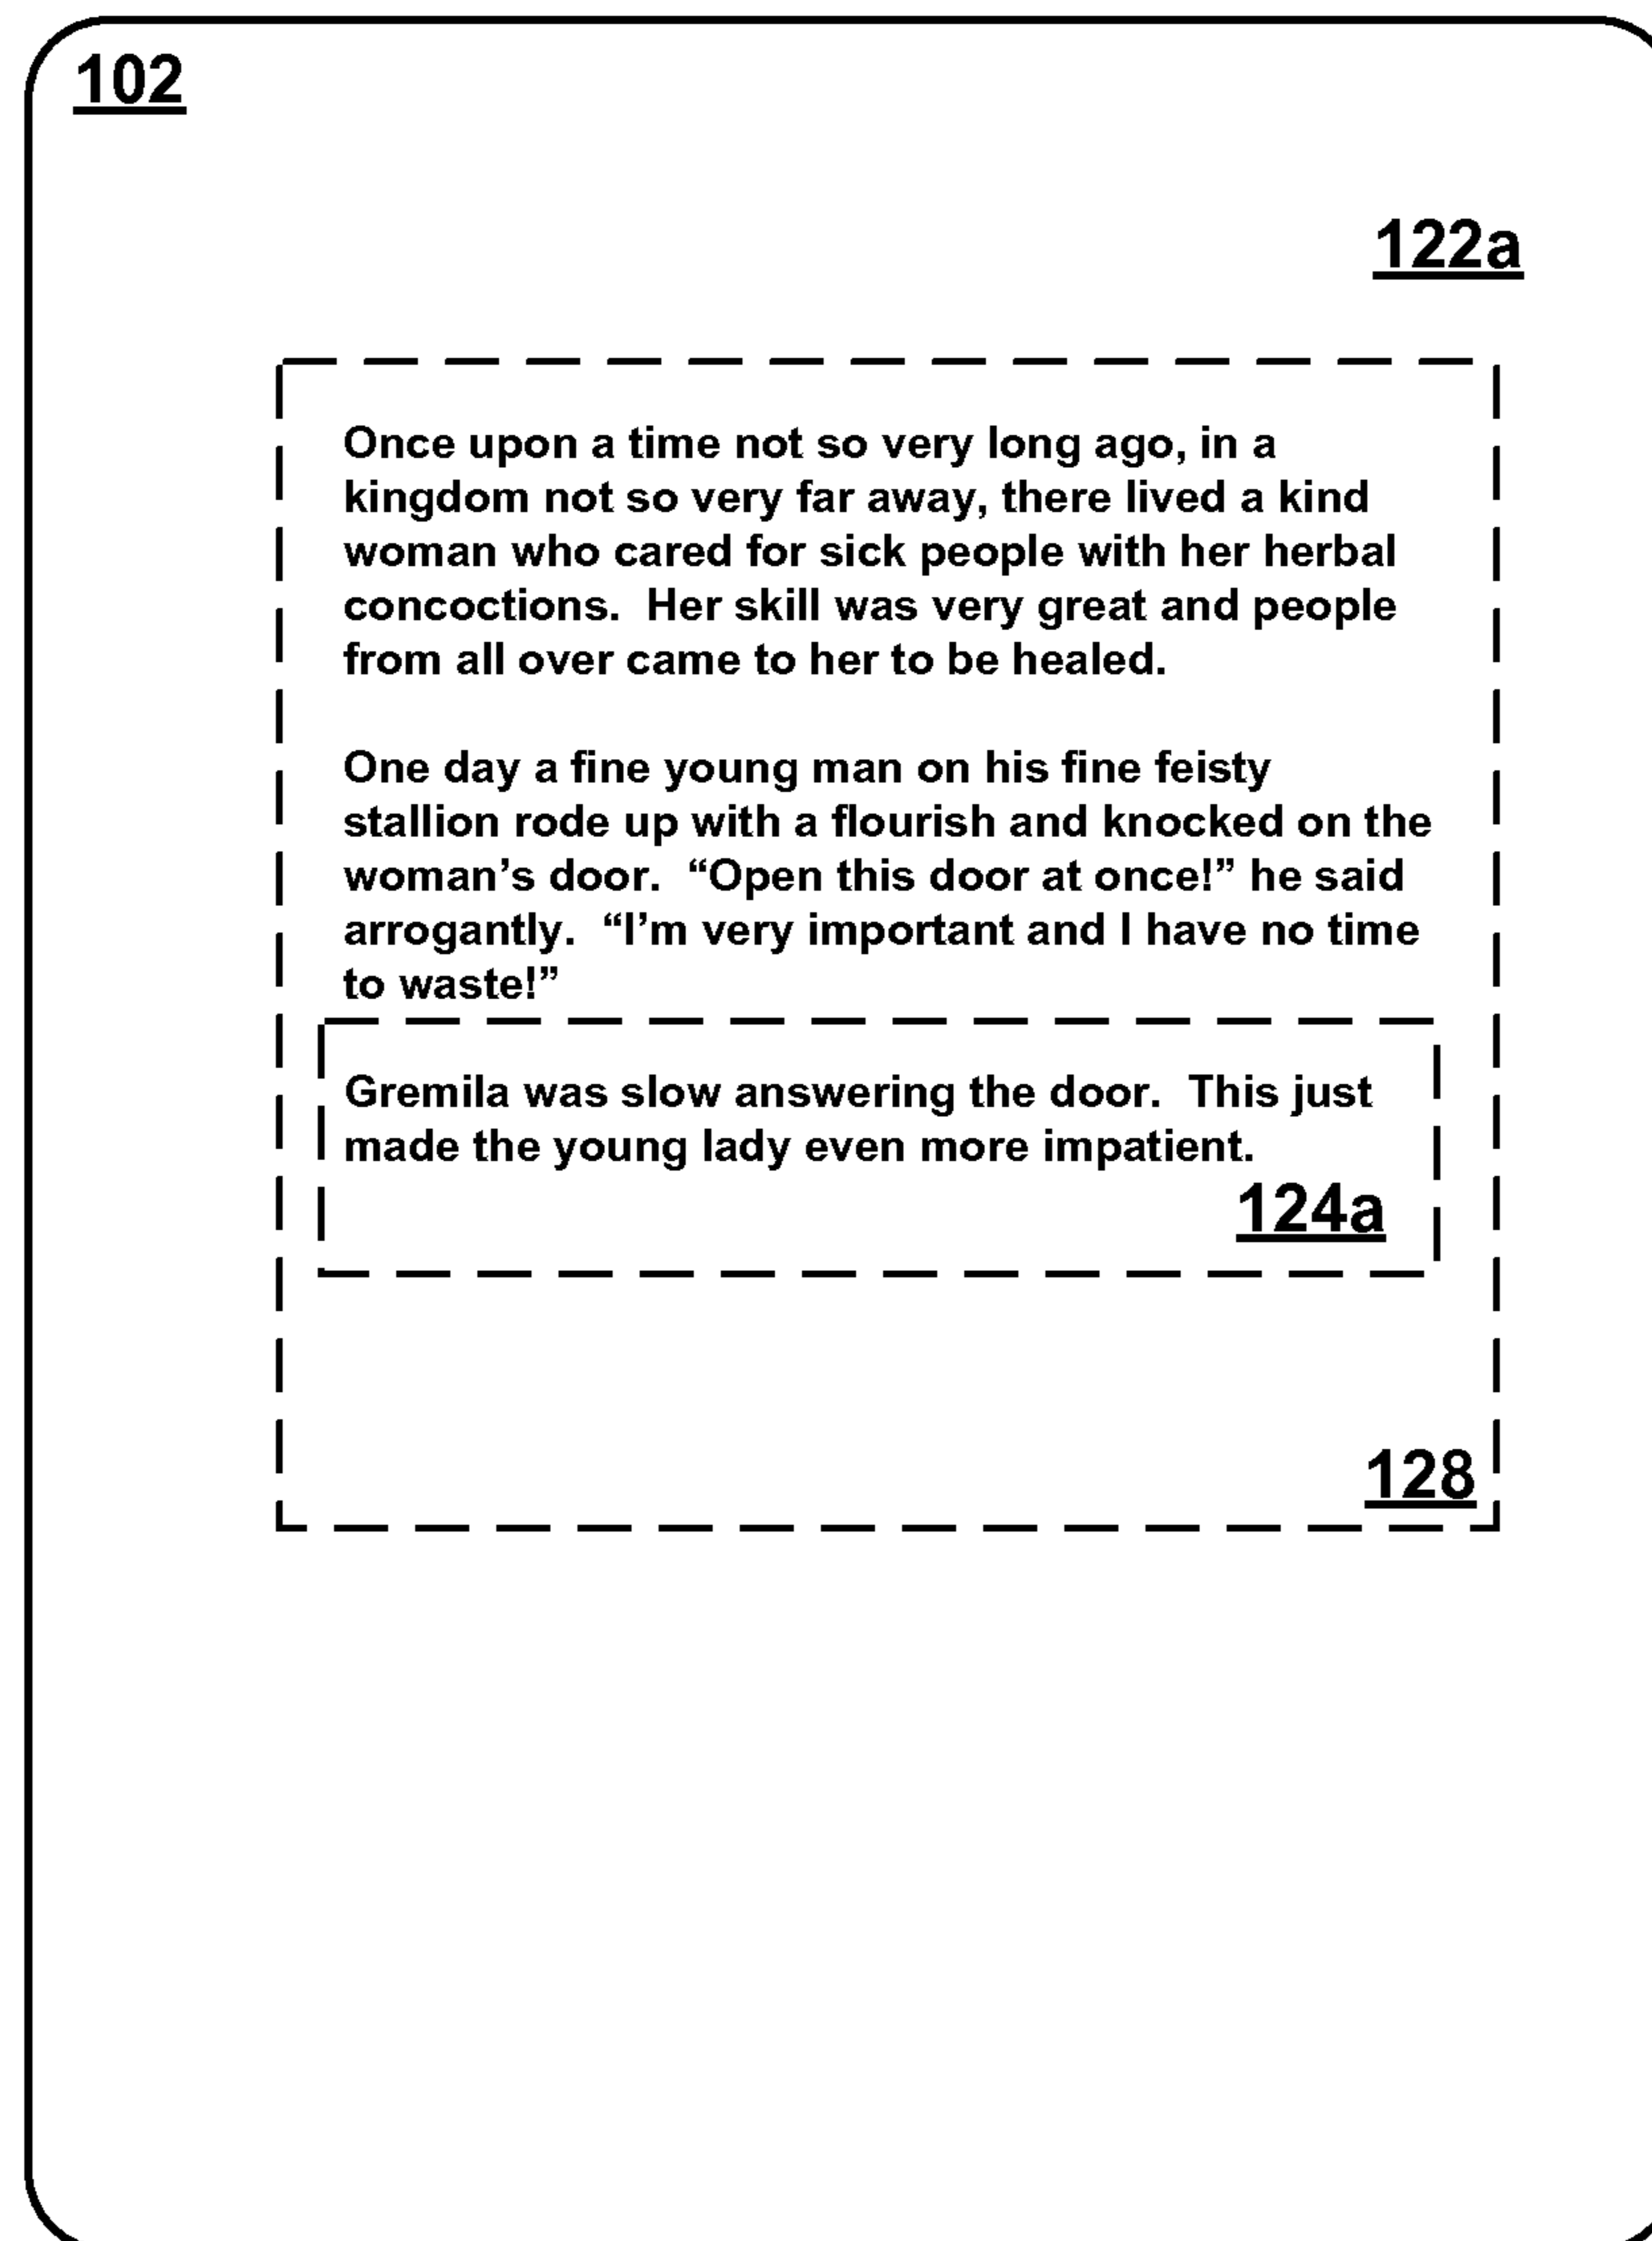 102
122a
Once upon a time not so very long ago, in a
kingdom not so very far away, there lived a kind
woman who cared for sick people with her herbal
concoctions.  Her skill was very great and people
from all over came to her to be healed.
One day a fine young man on his fine feisty
stallion rode up with a flourish and knocked on the
woman’s door.  “Open this door at once!” he said
arrogantly.  “I’m very important and I have no time
to waste!”
Gremila was slow answering the door.  This just
made the young lady even more impatient.
124a
128